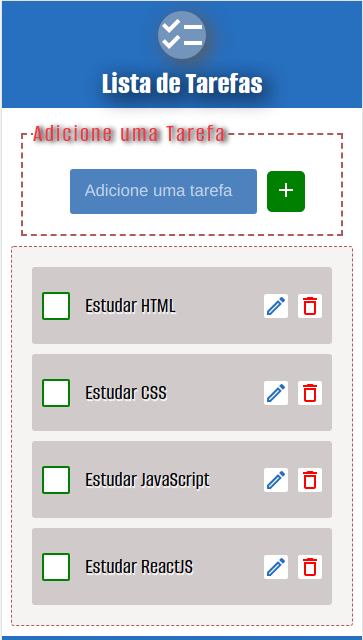 Lista de Tarefas
Adicione uma Tarefa
Adicione uma tarefa
Estudar HTML
Estudar CSS
Estudar JavaScript
Estudar ReactJS